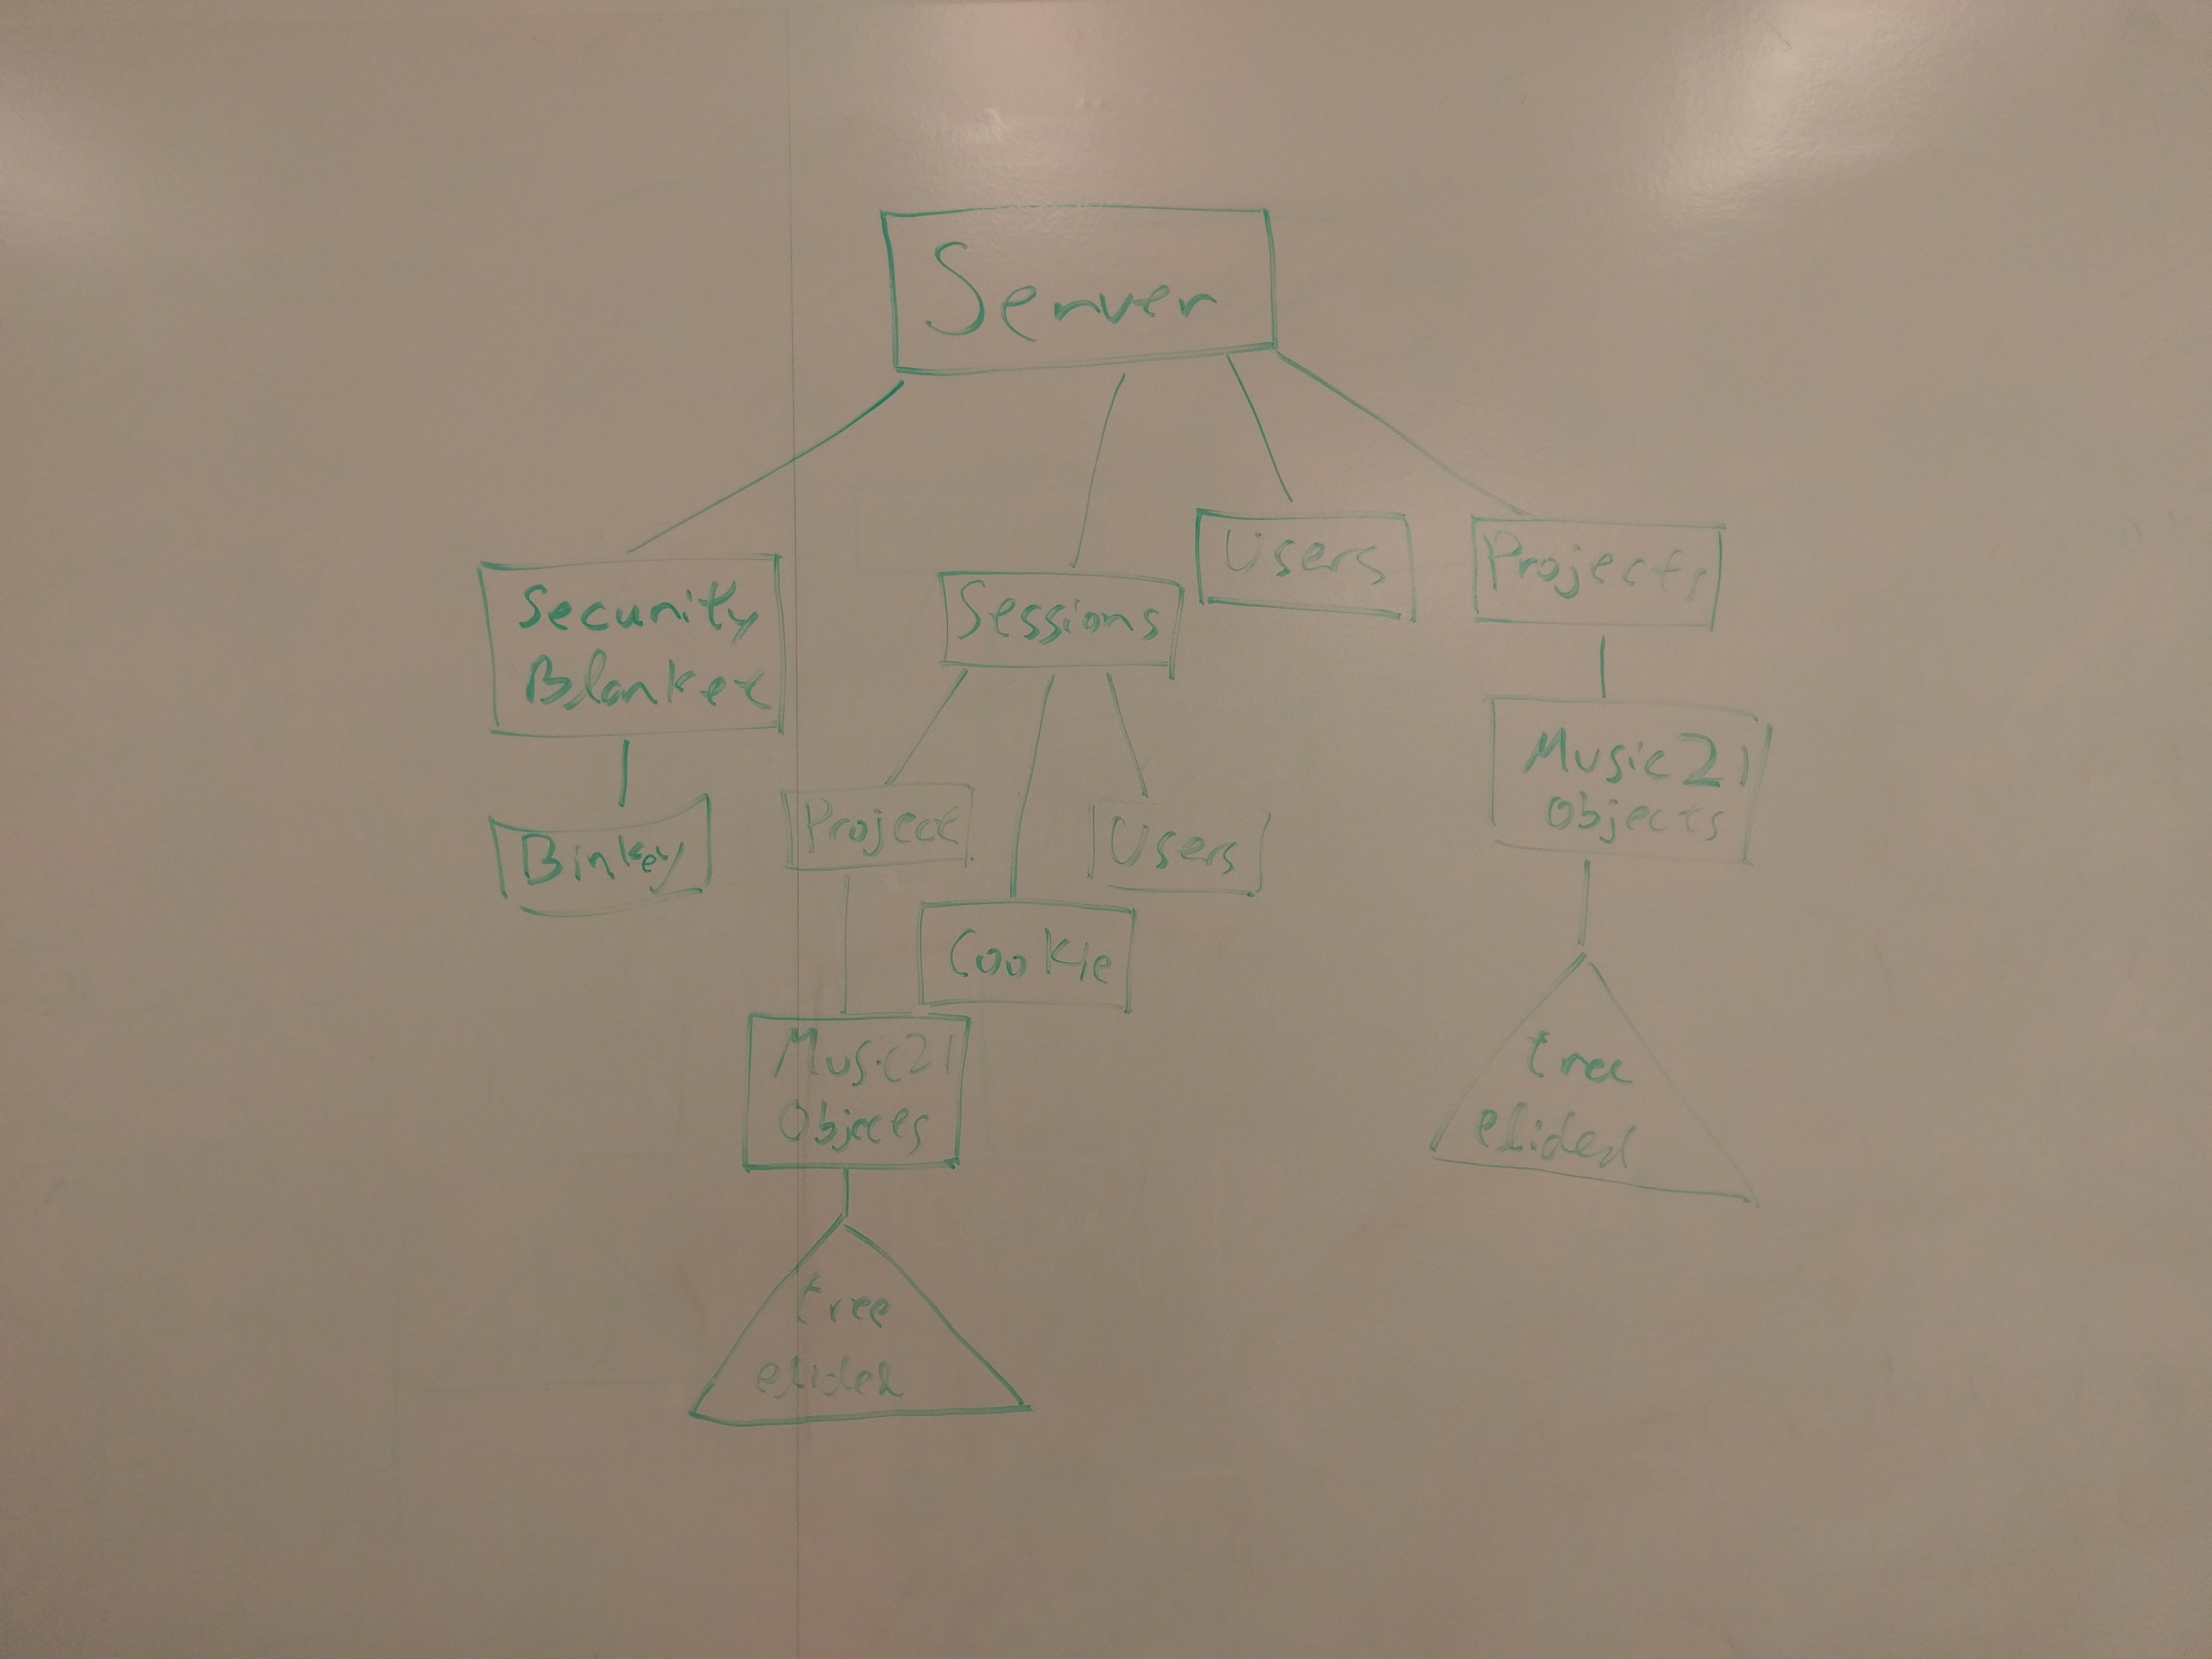 Server
Users
Projects
Security
Blanket
Sessions
Music21
Objects
Project
Users
Binkey
Cookie
Music21
Objects
tree
elided
tree
elided